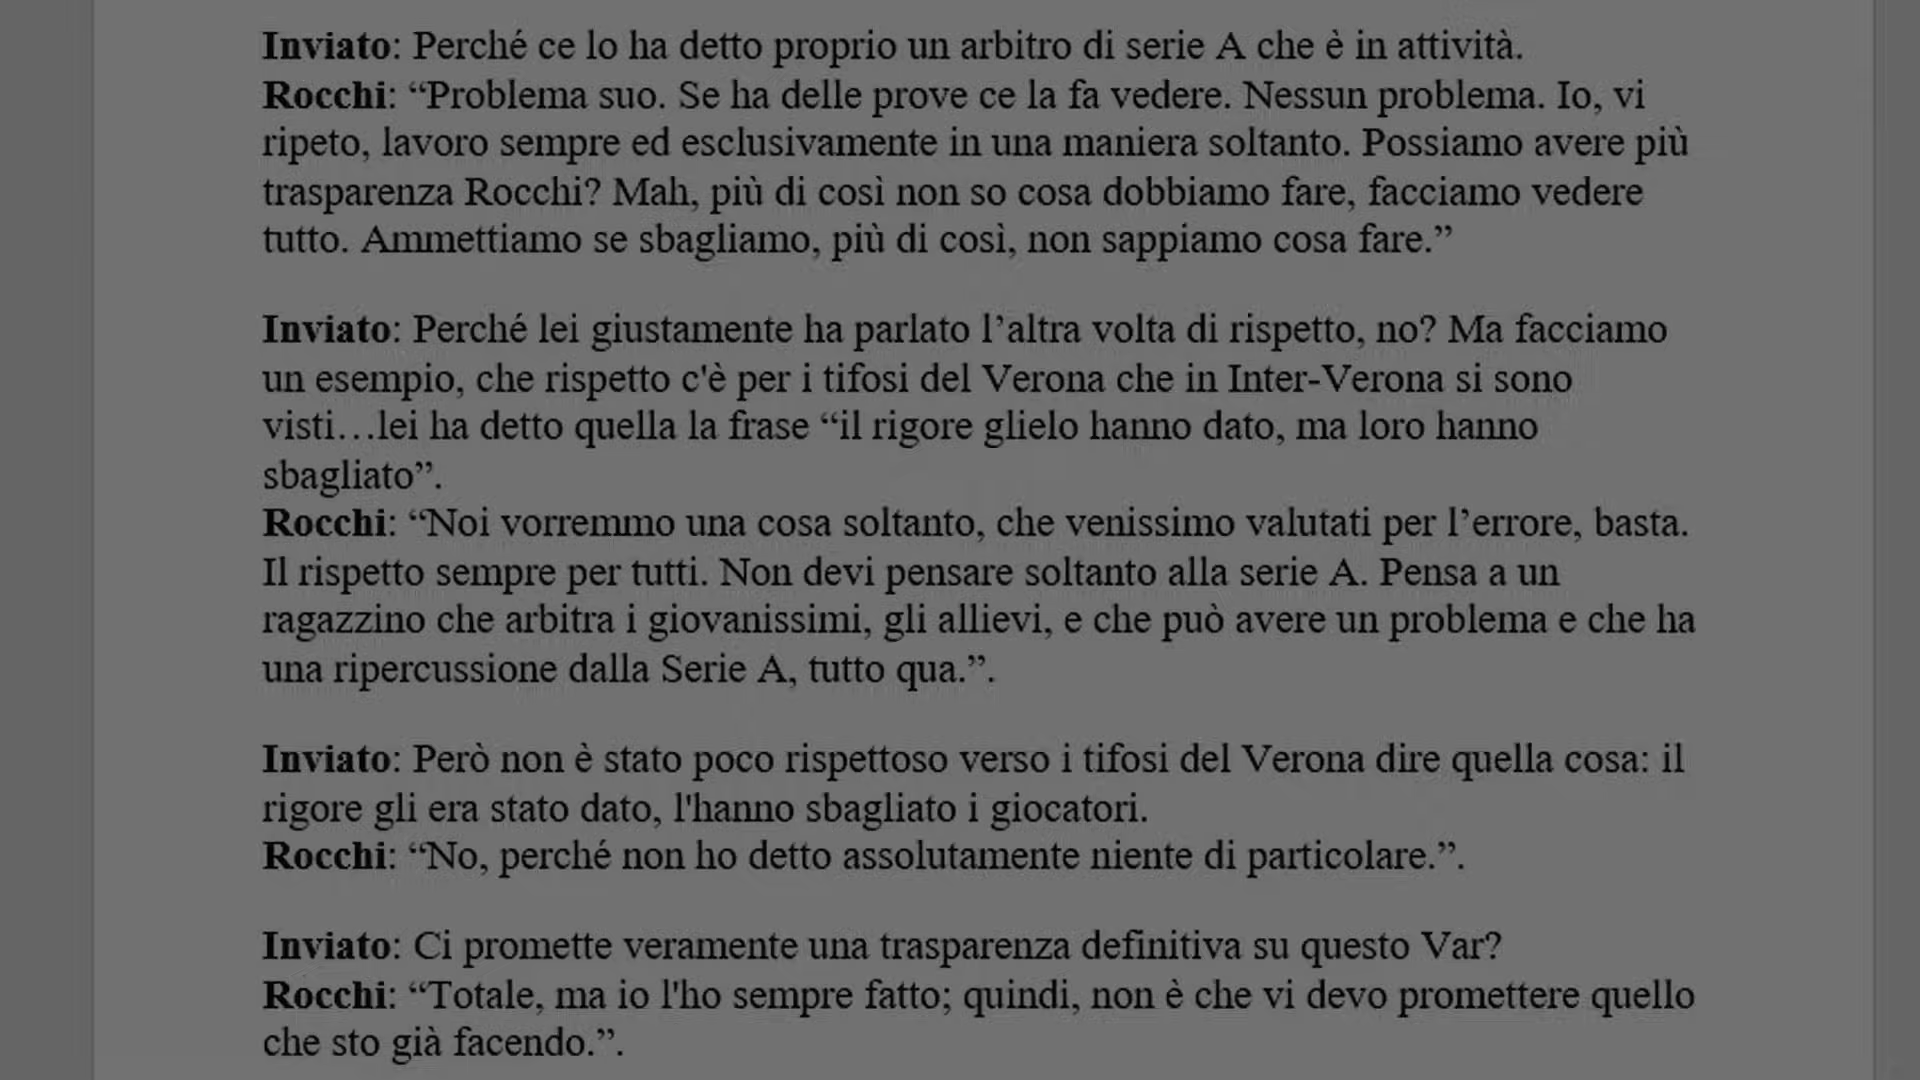 Inviato: Perché ce lo ha detto proprio un arbitro di serie A che è in attività.
Rocchi: “Problema suo. Se ha delle prove ce la fa vedere. Nessun problema. Io, vi
ripeto, lavoro sempre ed esclusivamente in una maniera soltanto. Possiamo avere più
trasparenza Rocchi? Mah, più di così non so cosa dobbiamo fare, facciamo vedere
tutto. Ammettiamo se sbagliamo, più di così, non sappiamo cosa fare.”
Inviato: Perché lei giustamente ha parlato l’altra volta di rispetto, no? Ma facciamo
un esempio, che rispetto c'è per i tifosi del Verona che in Inter-Verona si sono
visti…lei ha detto quella la frase “il rigore glielo hanno dato, ma loro hanno
sbagliato”.
Rocchi: “Noi vorremmo una cosa soltanto, che venissimo valutati per l’errore, basta.
Il rispetto sempre per tutti. Non devi pensare soltanto alla serie A. Pensa a un
ragazzino che arbitra i giovanissimi, gli allievi, e che può avere un problema e che ha
una ripercussione dalla Serie A, tutto qua.”.
Inviato: Però non è stato poco rispettoso verso i tifosi del Verona dire quella cosa: il
rigore gli era stato dato, l'hanno sbagliato i giocatori.
Rocchi: “No, perché non ho detto assolutamente niente di particolare.”.
Inviato: Ci promette veramente una trasparenza definitiva su questo Var?
Rocchi: “Totale, ma io l'ho sempre fatto; quindi, non è che vi devo promettere quello
che sto già facendo.”.